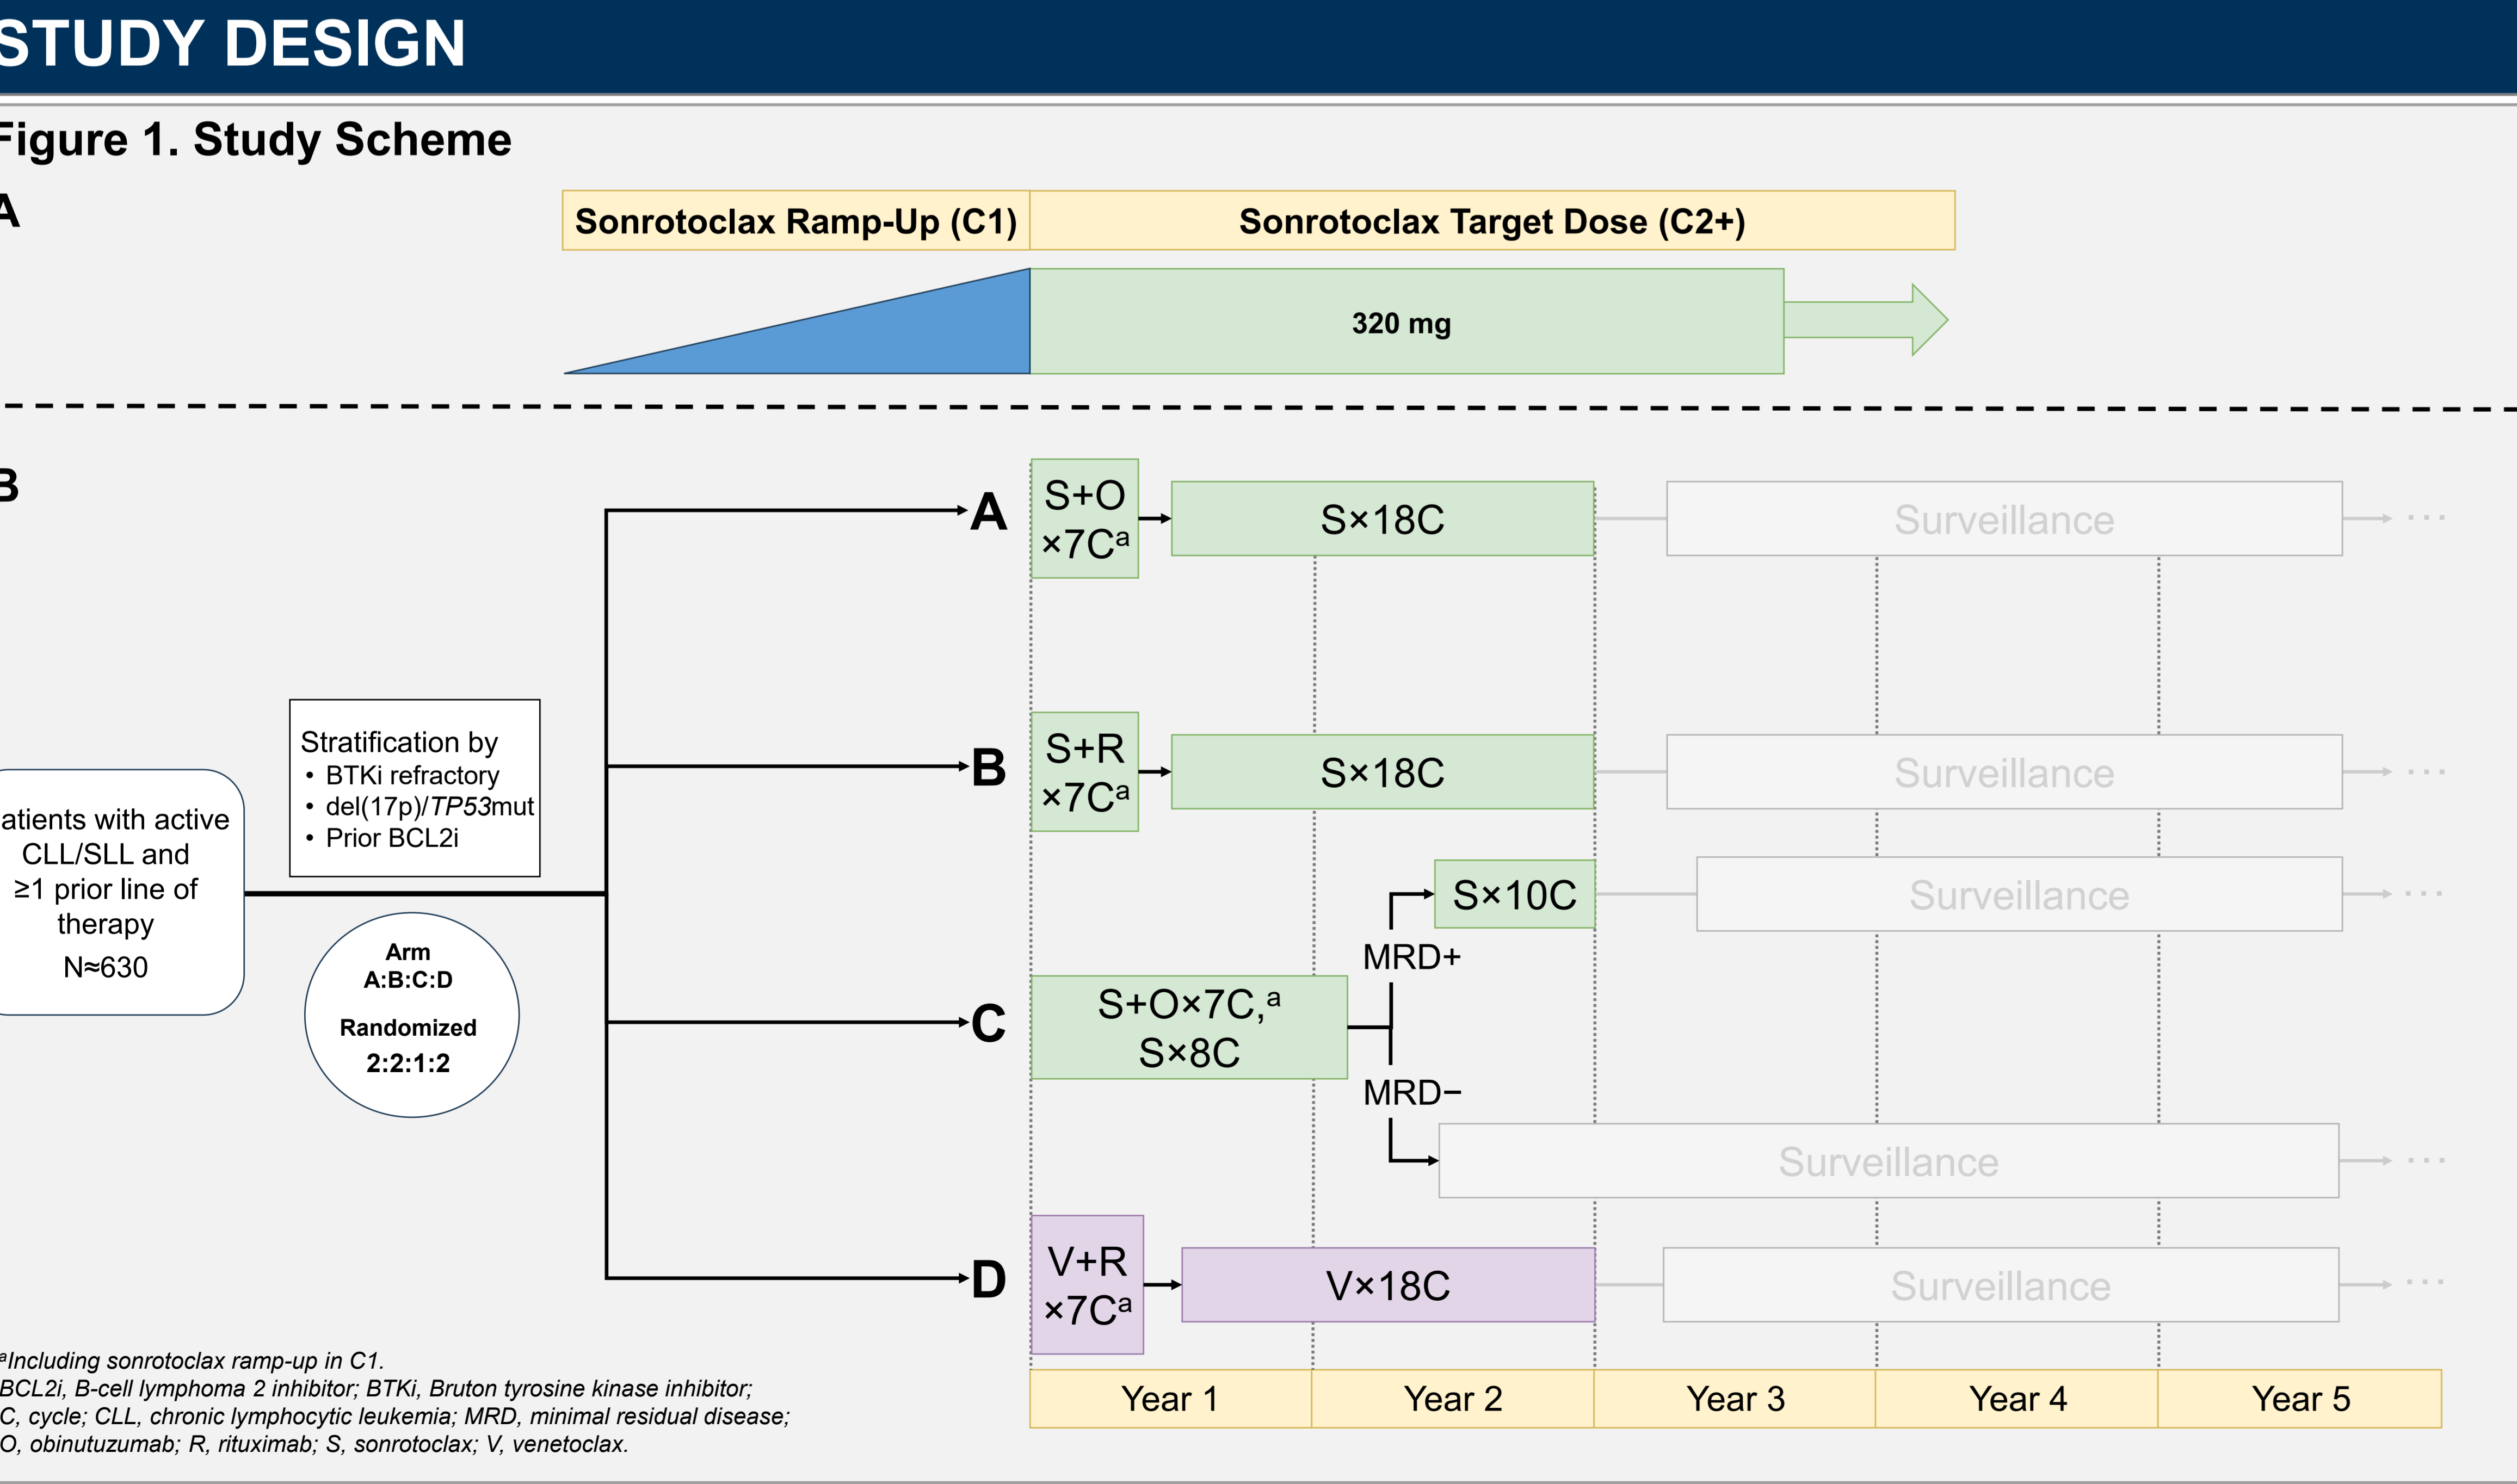 STUDY DESIGN
Figure 1. Study Scheme
A
Sonrotoclax Ramp-Up (C1)
Sonrotoclax Target Dose (C2+)
320 mg
B
A
S+O
×7Cᵃ
S×18C
Surveillance
···
Stratification by
• BTKi refractory
• del(17p)/TP53mut
• Prior BCL2i
B
S+R
×7Cᵃ
S×18C
Surveillance
···
atients with active
CLL/SLL and
≥1 prior line of
therapy
N≈630
Arm
A:B:C:D
Randomized
2:2:1:2
C
S+O×7C,ᵃ
S×8C
MRD+
S×10C
Surveillance
···
MRD−
Surveillance
···
D
V+R
×7Cᵃ
V×18C
Surveillance
···
Year 1
Year 2
Year 3
Year 4
Year 5
ᵃIncluding sonrotoclax ramp-up in C1.
BCL2i, B-cell lymphoma 2 inhibitor; BTKi, Bruton tyrosine kinase inhibitor;
C, cycle; CLL, chronic lymphocytic leukemia; MRD, minimal residual disease;
O, obinutuzumab; R, rituximab; S, sonrotoclax; V, venetoclax.